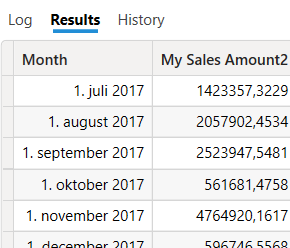 Log Results History
Month My Sales Amount2
1. juli 2017 1423357,3229
1. august 2017 2057902,4534
1. september 2017 2523947,5481
1. oktober 2017 561681,4758
1. november 2017 4764920,1617
1. december 2017 596746,5568